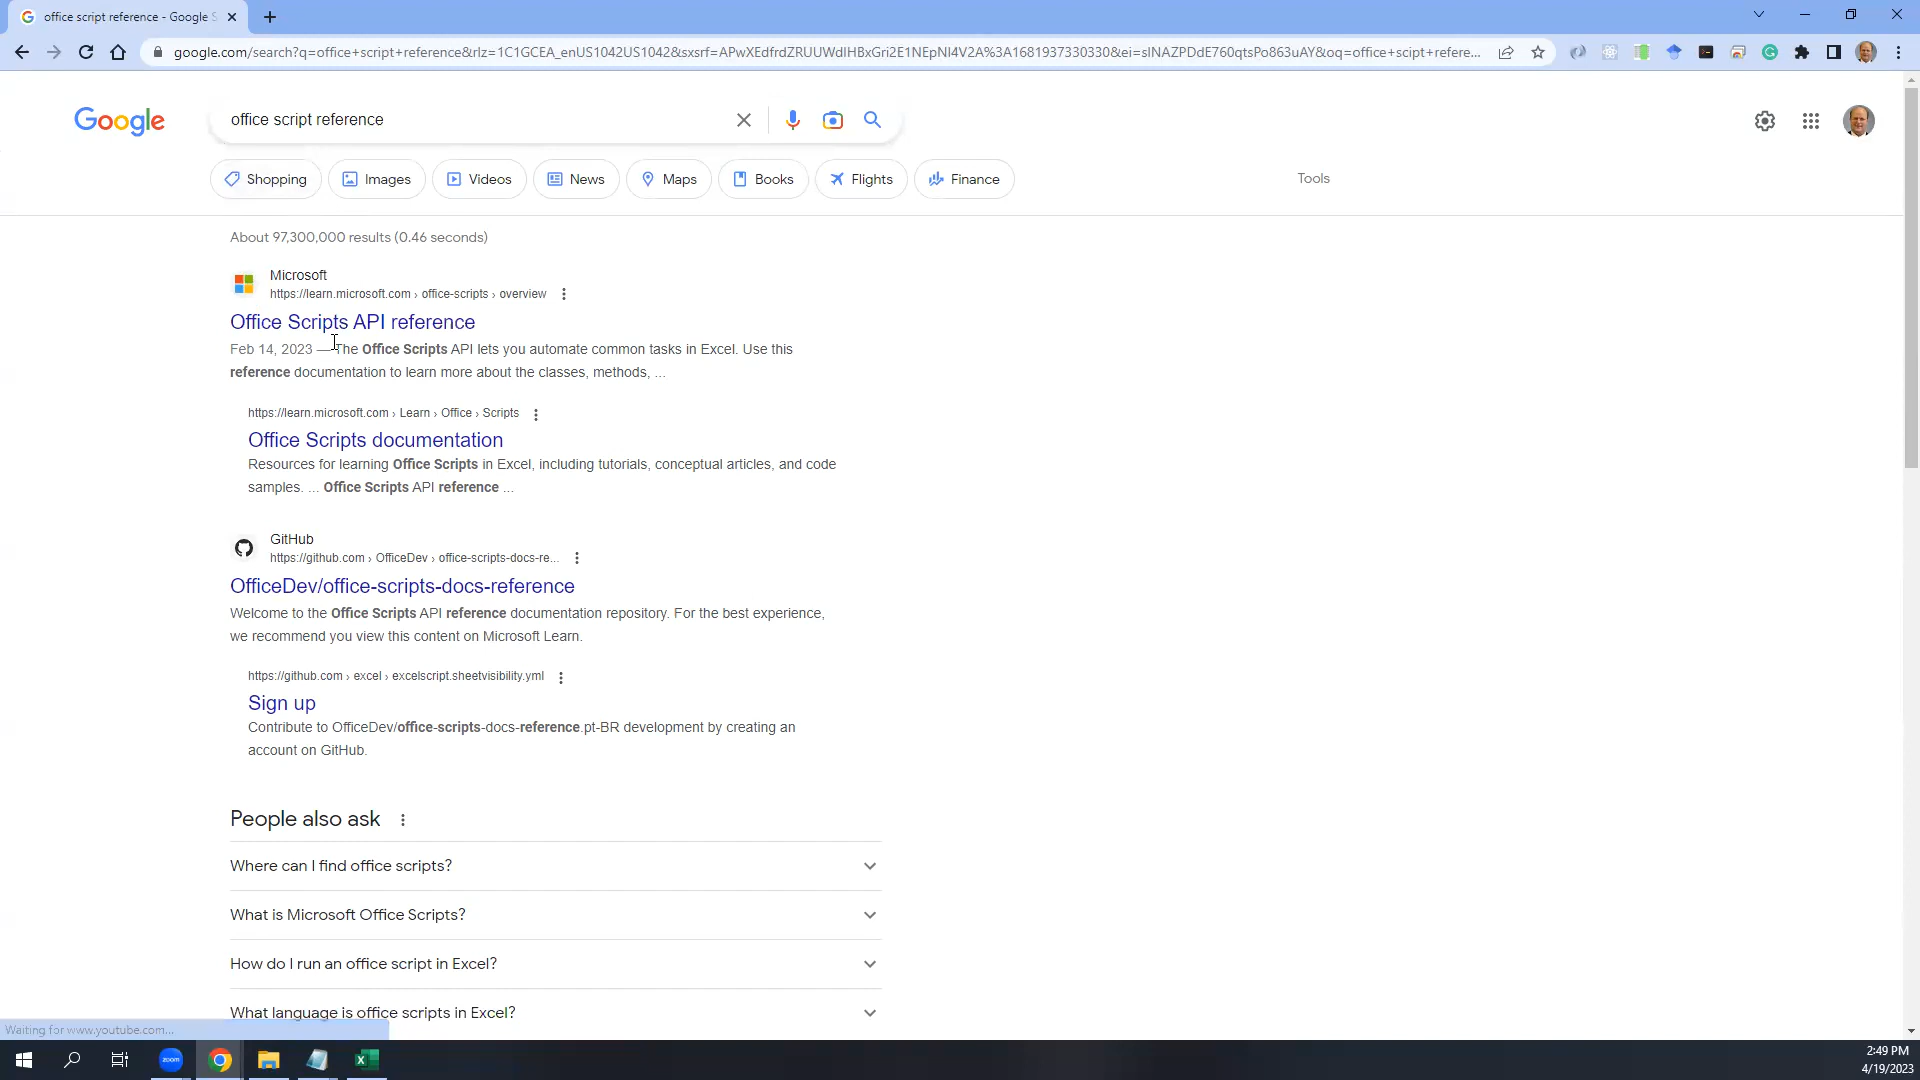 office script reference - Google S
google.com/search?q=office+script+reference&rlz=1C1GCEA_enUS1042US1042&sxsrf=APwXEdfrdZRUUWdIHBxGri2E1NEpNI4V2A%3A1681937330330&ei=sINAZPDdE760qtsPo863uAY&oq=office+scipt+refere...
Google
office script reference
Shopping
Images
Videos
News
Maps
Books
Flights
Finance
Tools
About 97,300,000 results (0.46 seconds)
Microsoft
https://learn.microsoft.com › office-scripts › overview
Office Scripts API reference
Feb 14, 2023 — The Office Scripts API lets you automate common tasks in Excel. Use this
reference documentation to learn more about the classes, methods, ...
https://learn.microsoft.com › Learn › Office › Scripts
Office Scripts documentation
Resources for learning Office Scripts in Excel, including tutorials, conceptual articles, and code
samples. ... Office Scripts API reference ...
GitHub
https://github.com › OfficeDev › office-scripts-docs-re...
OfficeDev/office-scripts-docs-reference
Welcome to the Office Scripts API reference documentation repository. For the best experience,
we recommend you view this content on Microsoft Learn.
https://github.com › excel › excelscript.sheetvisibility.yml
Sign up
Contribute to OfficeDev/office-scripts-docs-reference.pt-BR development by creating an
account on GitHub.
People also ask
Where can I find office scripts?
What is Microsoft Office Scripts?
How do I run an office script in Excel?
What language is office scripts in Excel?
Waiting for www.youtube.com...
zoom
2:49 PM
4/19/2023